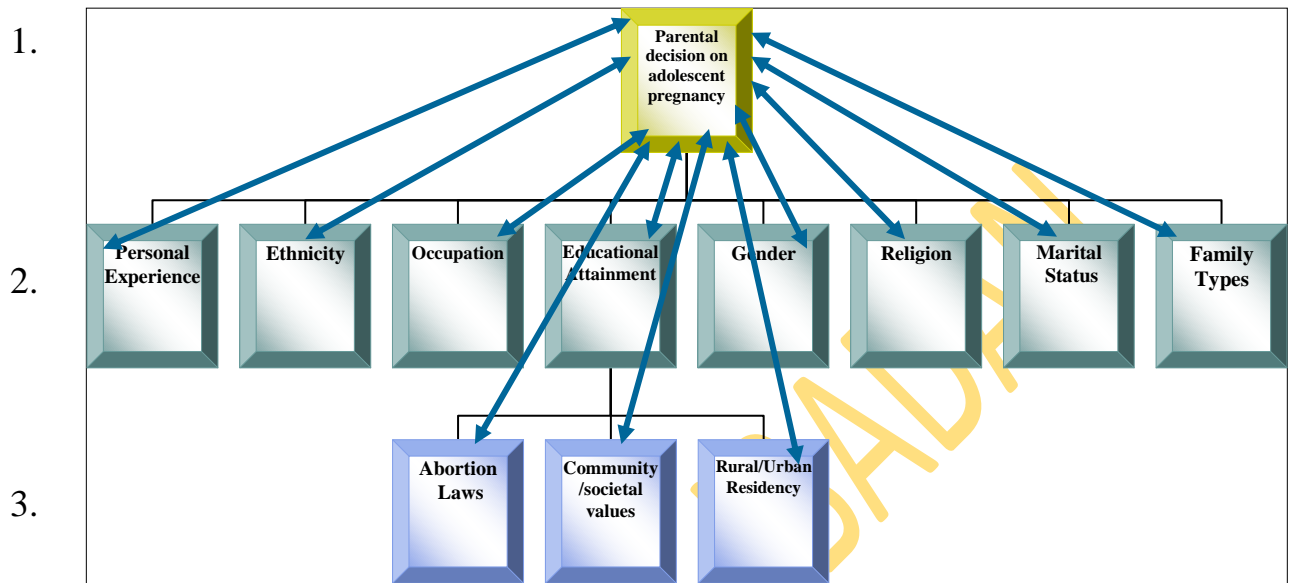 1.
Parental
decision on
adolescent
pregnancy
2.
Personal
Experience
Ethnicity
Occupation
Educational
Attainment
Gender
Religion
Marital
Status
Family
Types
3.
Abortion
Laws
Community
/societal
values
Rural/Urban
Residency
BADAN